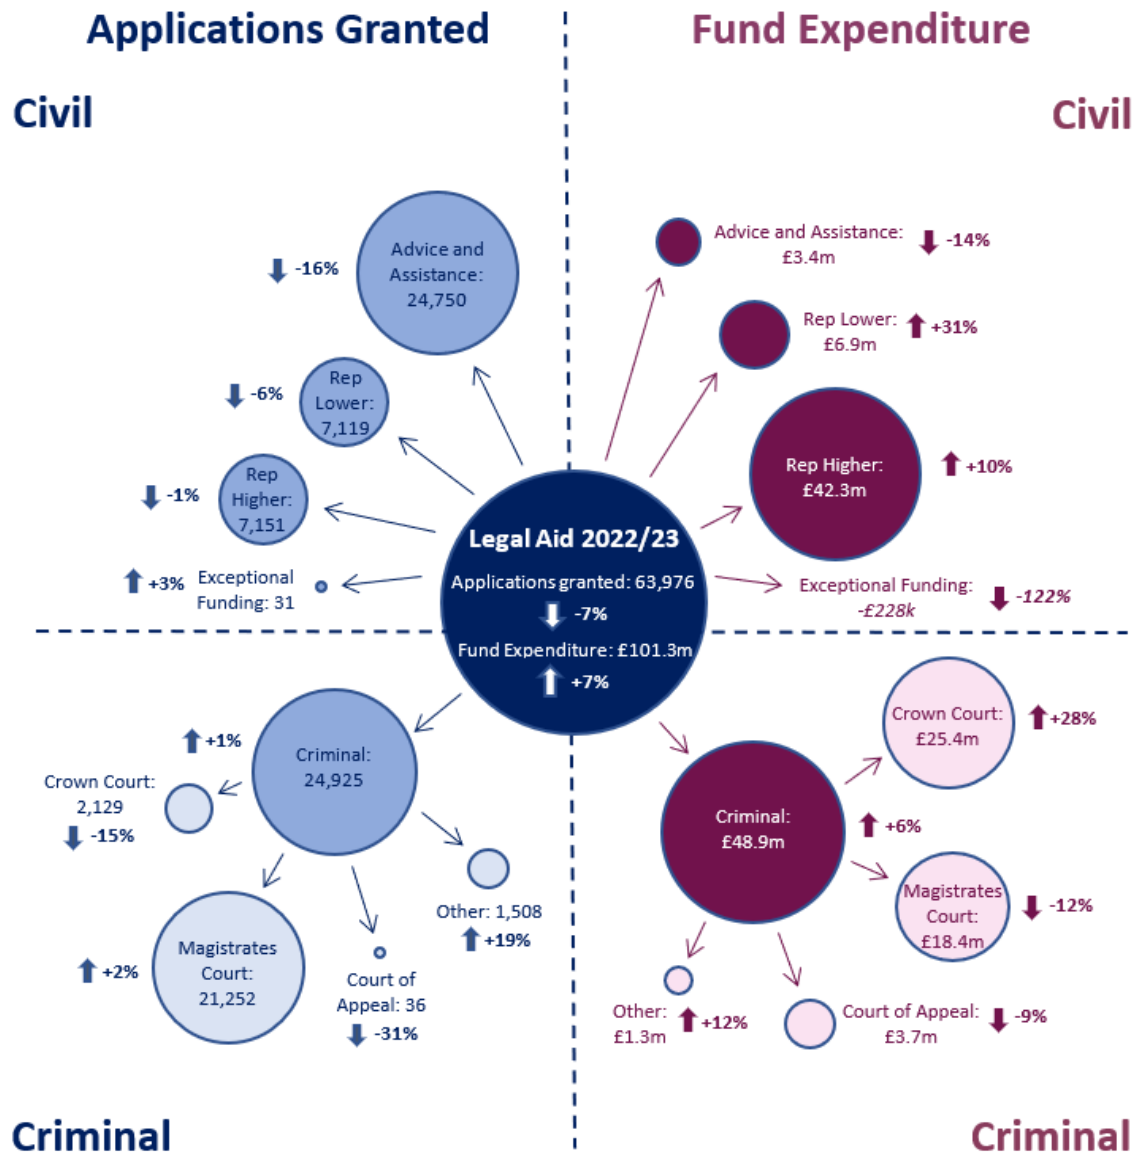 Applications Granted
Fund Expenditure
Civil
Civil
Advice and
Assistance:
24,750
-16%
Rep
Lower:
7,119
-6%
Rep
Higher:
7,151
-1%
+3%
Exceptional
Funding: 31
Advice and Assistance:
£3.4m
-14%
Rep Lower:
£6.9m
+31%
Rep Higher:
£42.3m
+10%
Exceptional Funding:
-£228k
-122%
Legal Aid 2022/23
Applications granted: 63,976
-7%
Fund Expenditure: £101.3m
+7%
Criminal:
24,925
+1%
Crown Court:
2,129
-15%
Magistrates
Court:
21,252
+2%
Court of
Appeal: 36
-31%
Other: 1,508
+19%
Criminal:
£48.9m
+6%
Crown Court:
£25.4m
+28%
Magistrates
Court:
£18.4m
-12%
Other:
£1.3m
+12%
Court of Appeal:
£3.7m
-9%
Criminal
Criminal